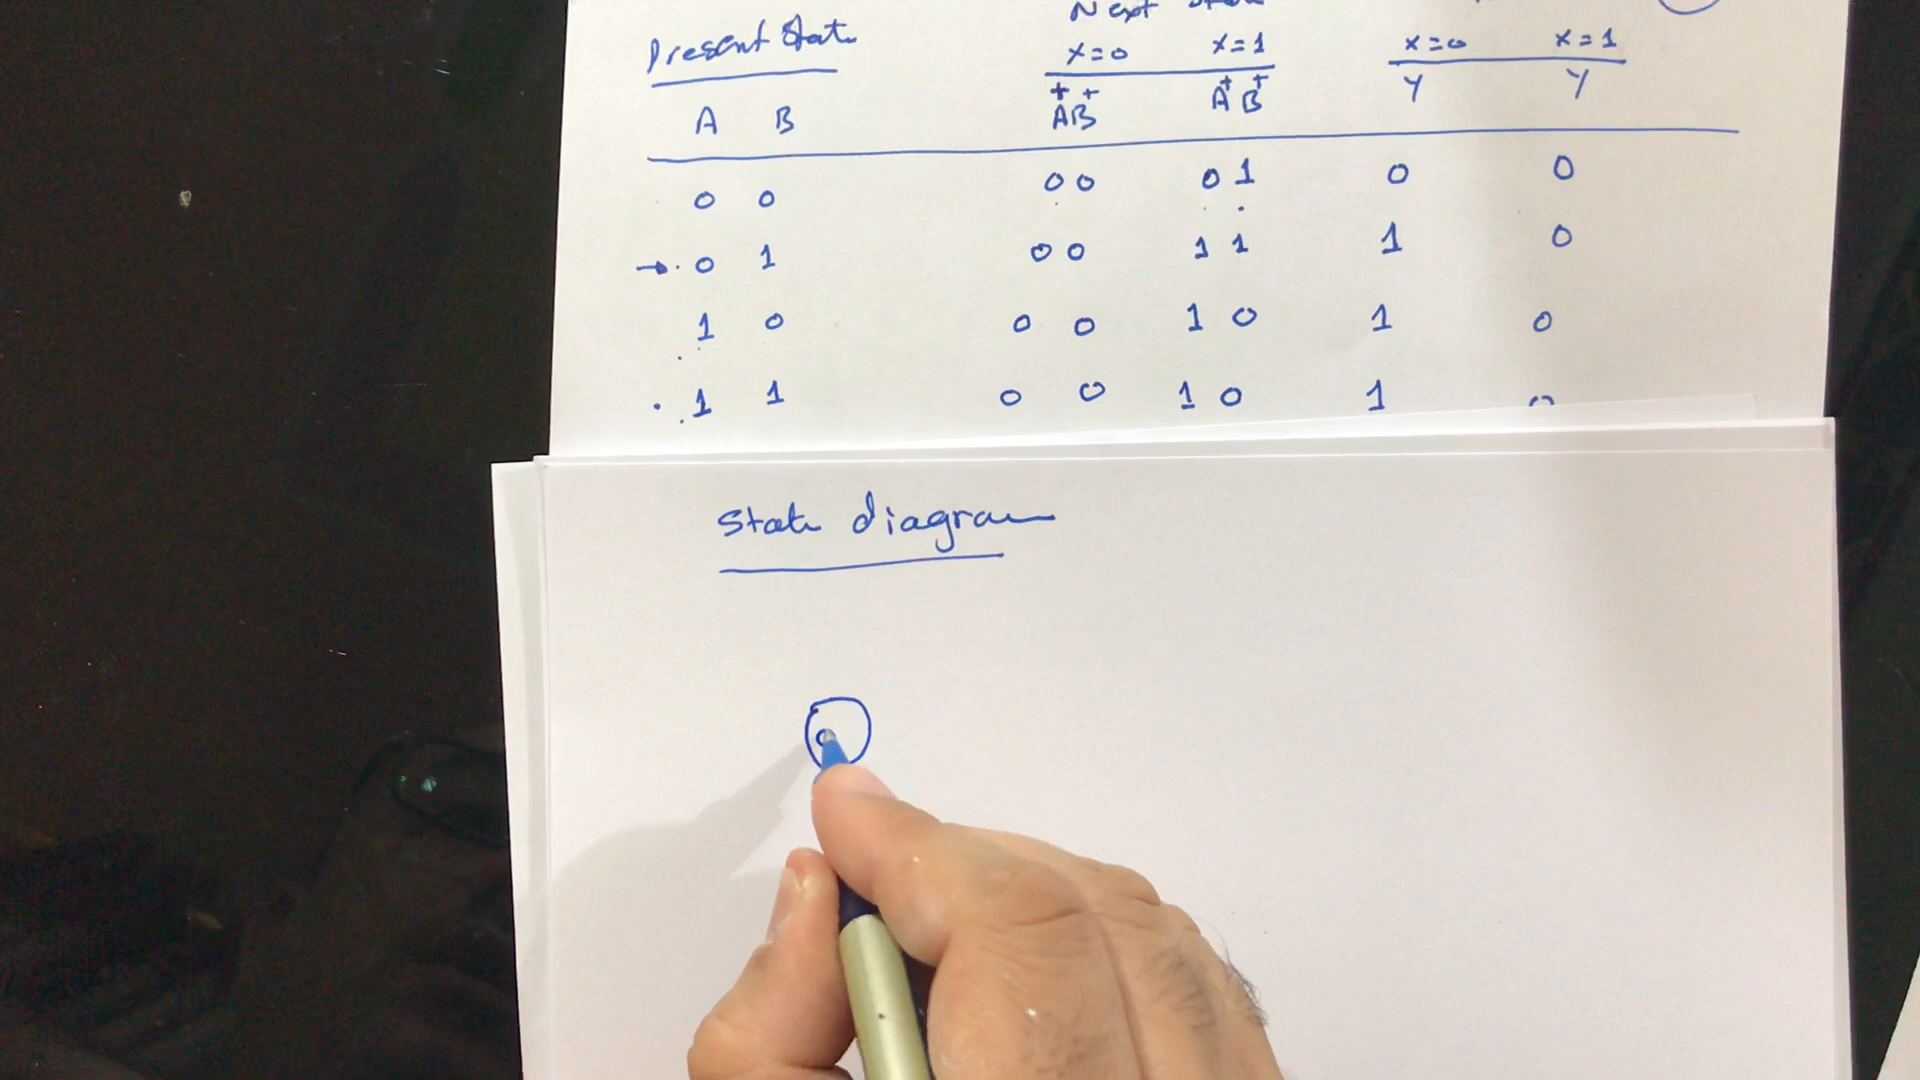 Next
Present State x=0 x=1 x=0 x=1
A B A⁺B⁺ A⁺B⁺ Y Y
0 0 0 0 0 1 0 0
→ 0 1 0 0 1 1 1 0
1 0 0 0 1 0 1 0
1 1 0 0 1 0 1 0
State diagram
0